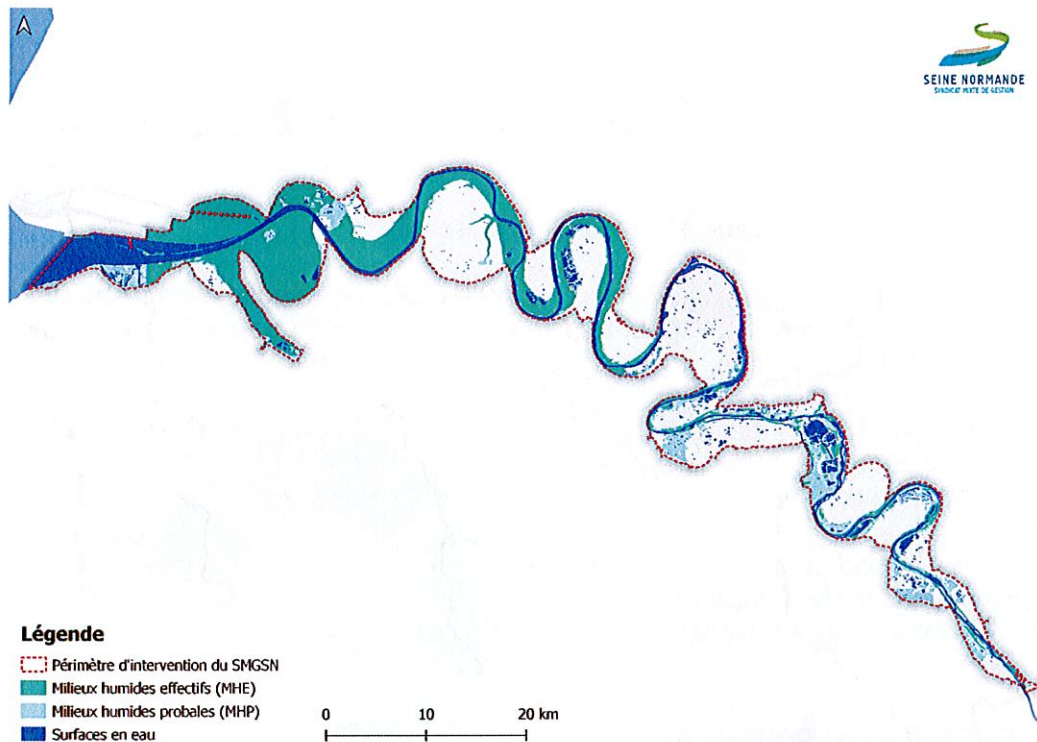 SEINE NORMANDE
SYNDICAT MIXTE DE GESTION
Légende
Périmètre d'intervention du SMGSN
Milieux humides effectifs (MHE)
Milieux humides probales (MHP)
Surfaces en eau
0 10 20 km